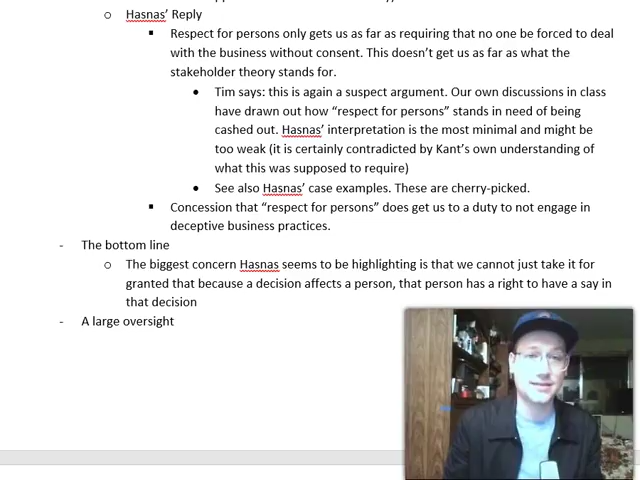 o Hasnas' Reply
▪ Respect for persons only gets us as far as requiring that no one be forced to deal
with the business without consent. This doesn't get us as far as what the
stakeholder theory stands for.
• Tim says: this is again a suspect argument. Our own discussions in class
have drawn out how "respect for persons" stands in need of being
cashed out. Hasnas' interpretation is the most minimal and might be
too weak (it is certainly contradicted by Kant's own understanding of
what this was supposed to require)
• See also Hasnas' case examples. These are cherry-picked.
▪ Concession that "respect for persons" does get us to a duty to not engage in
deceptive business practices.
- The bottom line
o The biggest concern Hasnas seems to be highlighting is that we cannot just take it for
granted that because a decision affects a person, that person has a right to have a say in
that decision
- A large oversight